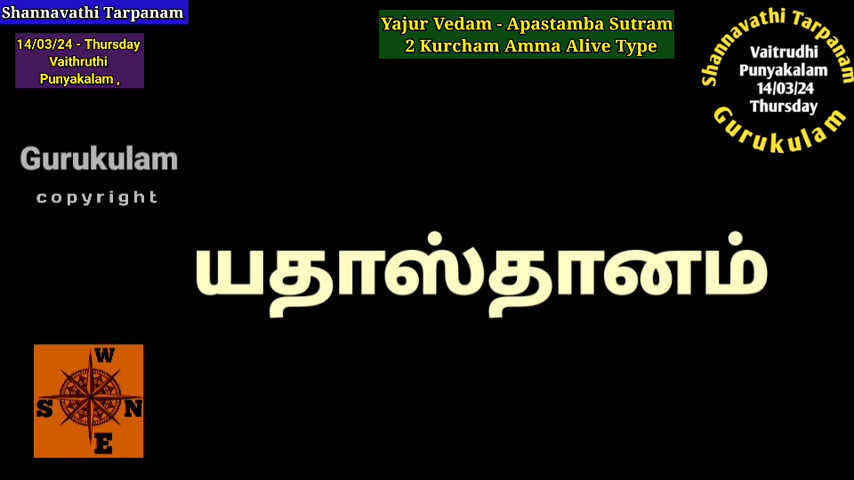 Shannavathi Tarpanam
14/03/24 - Thursday
Vaithruthi
Punyakalam ,
Yajur Vedam - Apastamba Sutram
2 Kurcham Amma Alive Type
Shannavathi Tarpanam
Vaitrudhi
Punyakalam
14/03/24
Thursday
Gurukulam
Gurukulam
copyright
யதாஸ்தானம்
W
S N
E